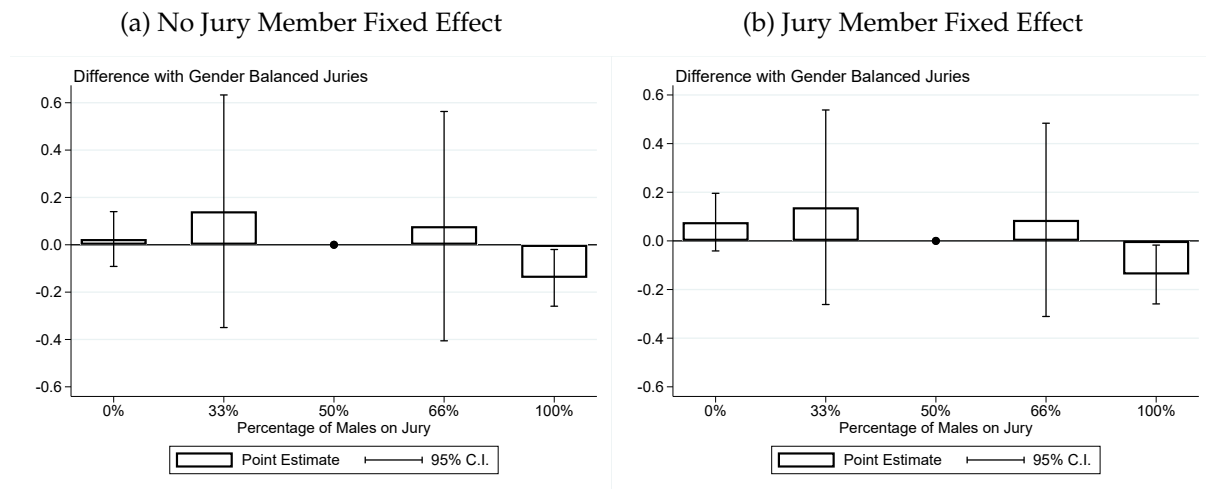 (a) No Jury Member Fixed Effect
Difference with Gender Balanced Juries
0.6
0.4
0.2
0.0
-0.2
-0.4
-0.6
0% 33% 50% 66% 100%
Percentage of Males on Jury
Point Estimate 95% C.I.
(b) Jury Member Fixed Effect
Difference with Gender Balanced Juries
0.6
0.4
0.2
0.0
-0.2
-0.4
-0.6
0% 33% 50% 66% 100%
Percentage of Males on Jury
Point Estimate 95% C.I.